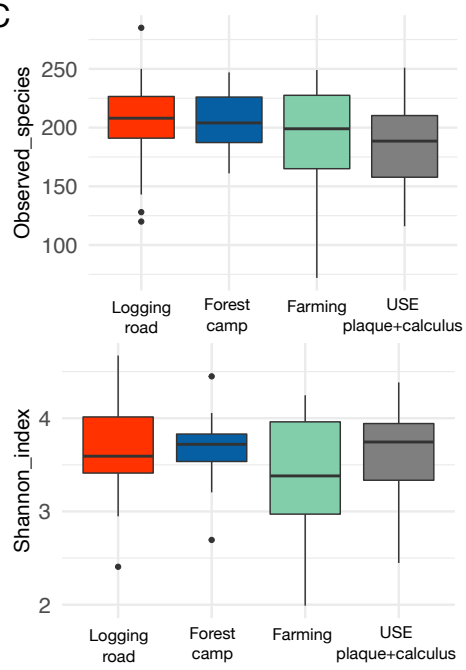 C
Observed_species
250
200
150
100
Logging
road
Forest
camp
Farming
USE
plaque+calculus
Shannon_index
4
3
2
Logging
road
Forest
camp
Farming
USE
plaque+calculus